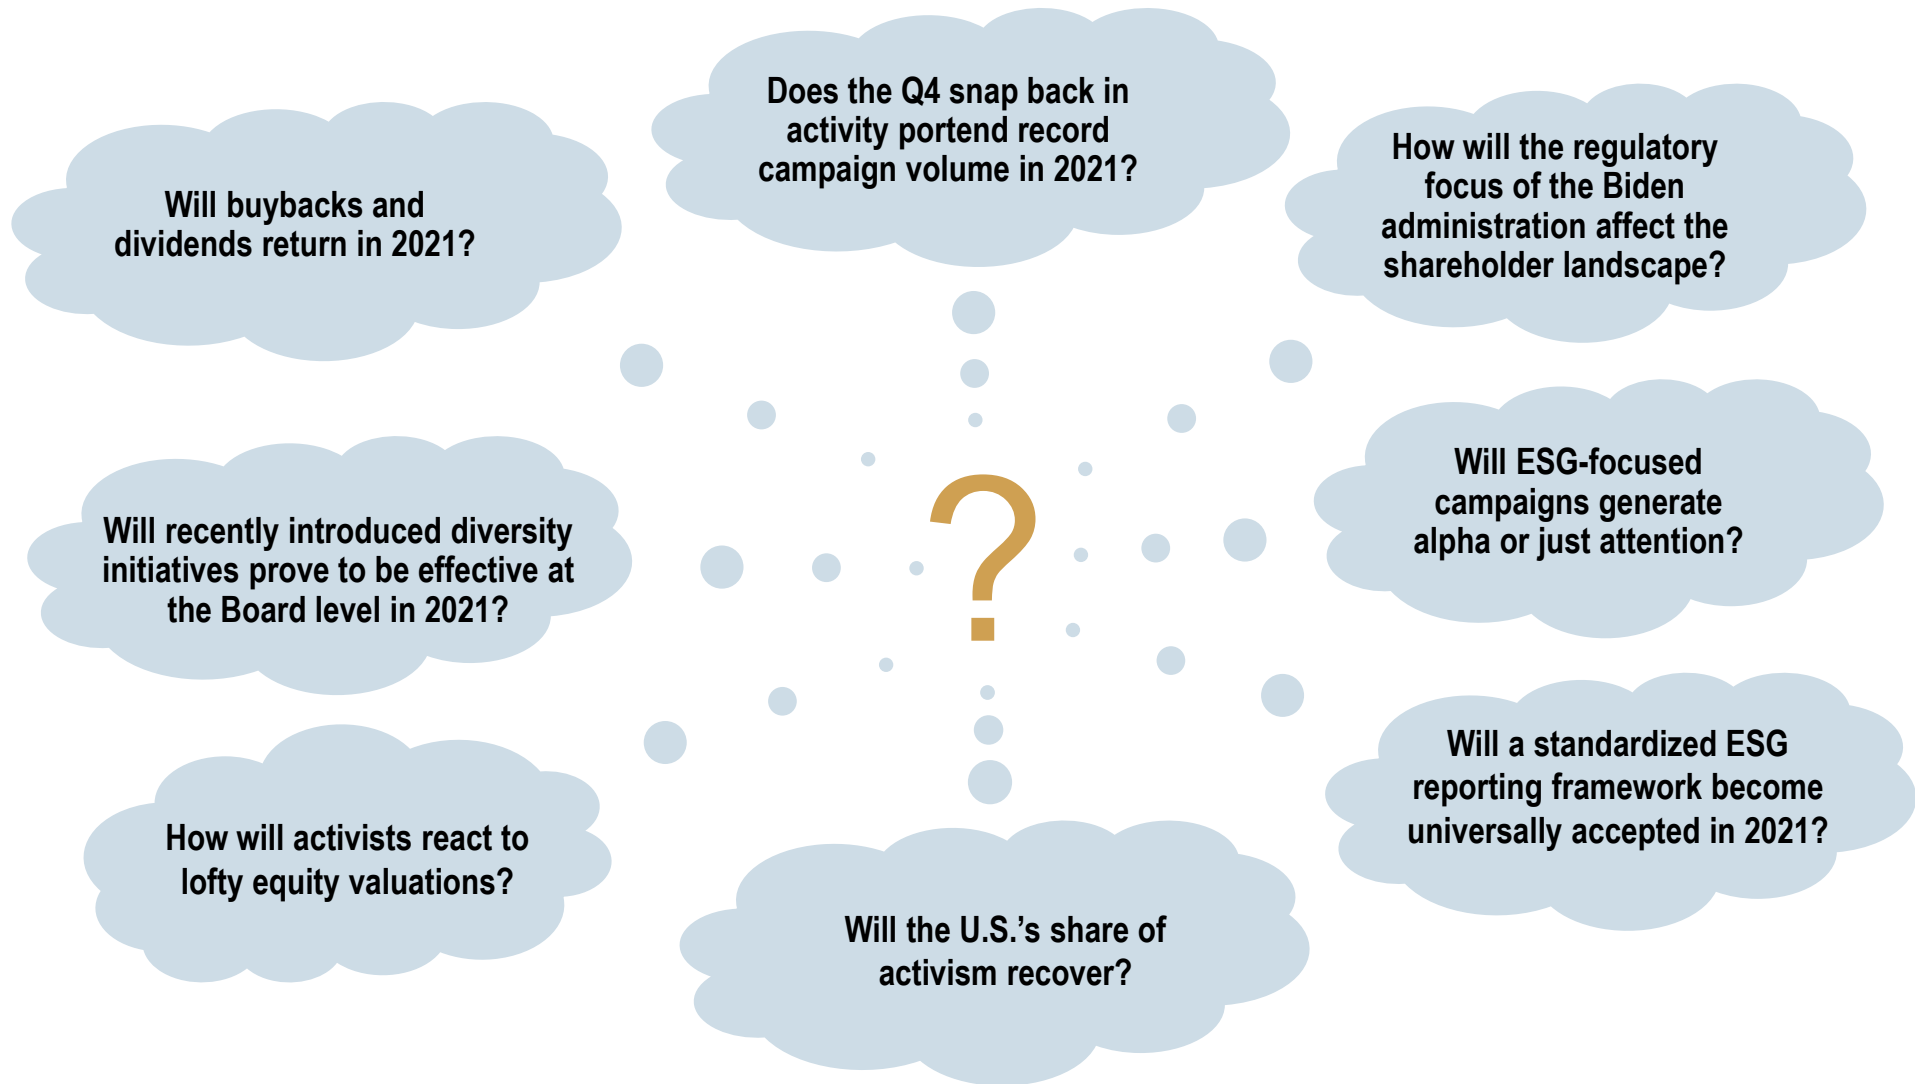 Does the Q4 snap back in
activity portend record
campaign volume in 2021?
Will buybacks and
dividends return in 2021?
How will the regulatory
focus of the Biden
administration affect the
shareholder landscape?
Will recently introduced diversity
initiatives prove to be effective at
the Board level in 2021?
?
Will ESG-focused
campaigns generate
alpha or just attention?
How will activists react to
lofty equity valuations?
Will the U.S.’s share of
activism recover?
Will a standardized ESG
reporting framework become
universally accepted in 2021?